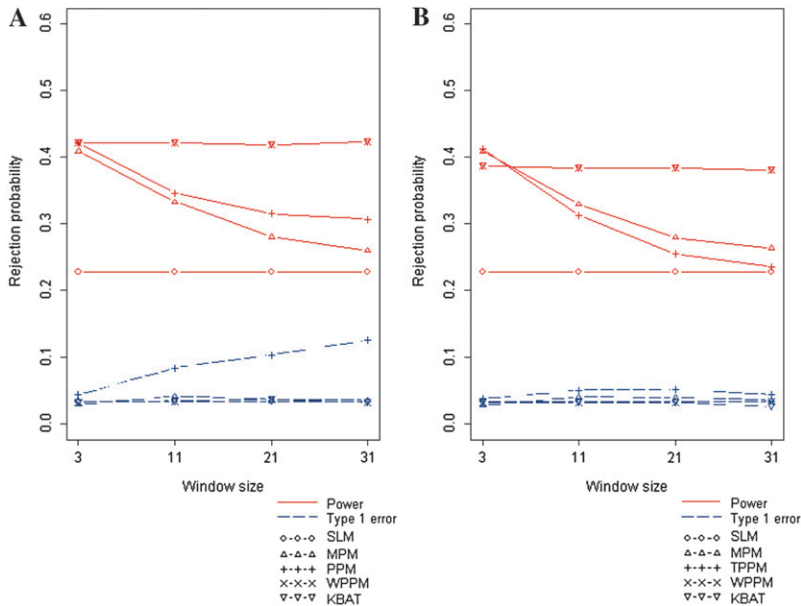 A
Rejection probability
0.6
0.5
0.4
0.3
0.2
0.1
0.0
3 11 21 31
Window size
Power
Type 1 error
SLM
MPM
PPM
WPPM
KBAT
B
Rejection probability
0.6
0.5
0.4
0.3
0.2
0.1
0.0
3 11 21 31
Window size
Power
Type 1 error
SLM
MPM
TPPM
WPPM
KBAT